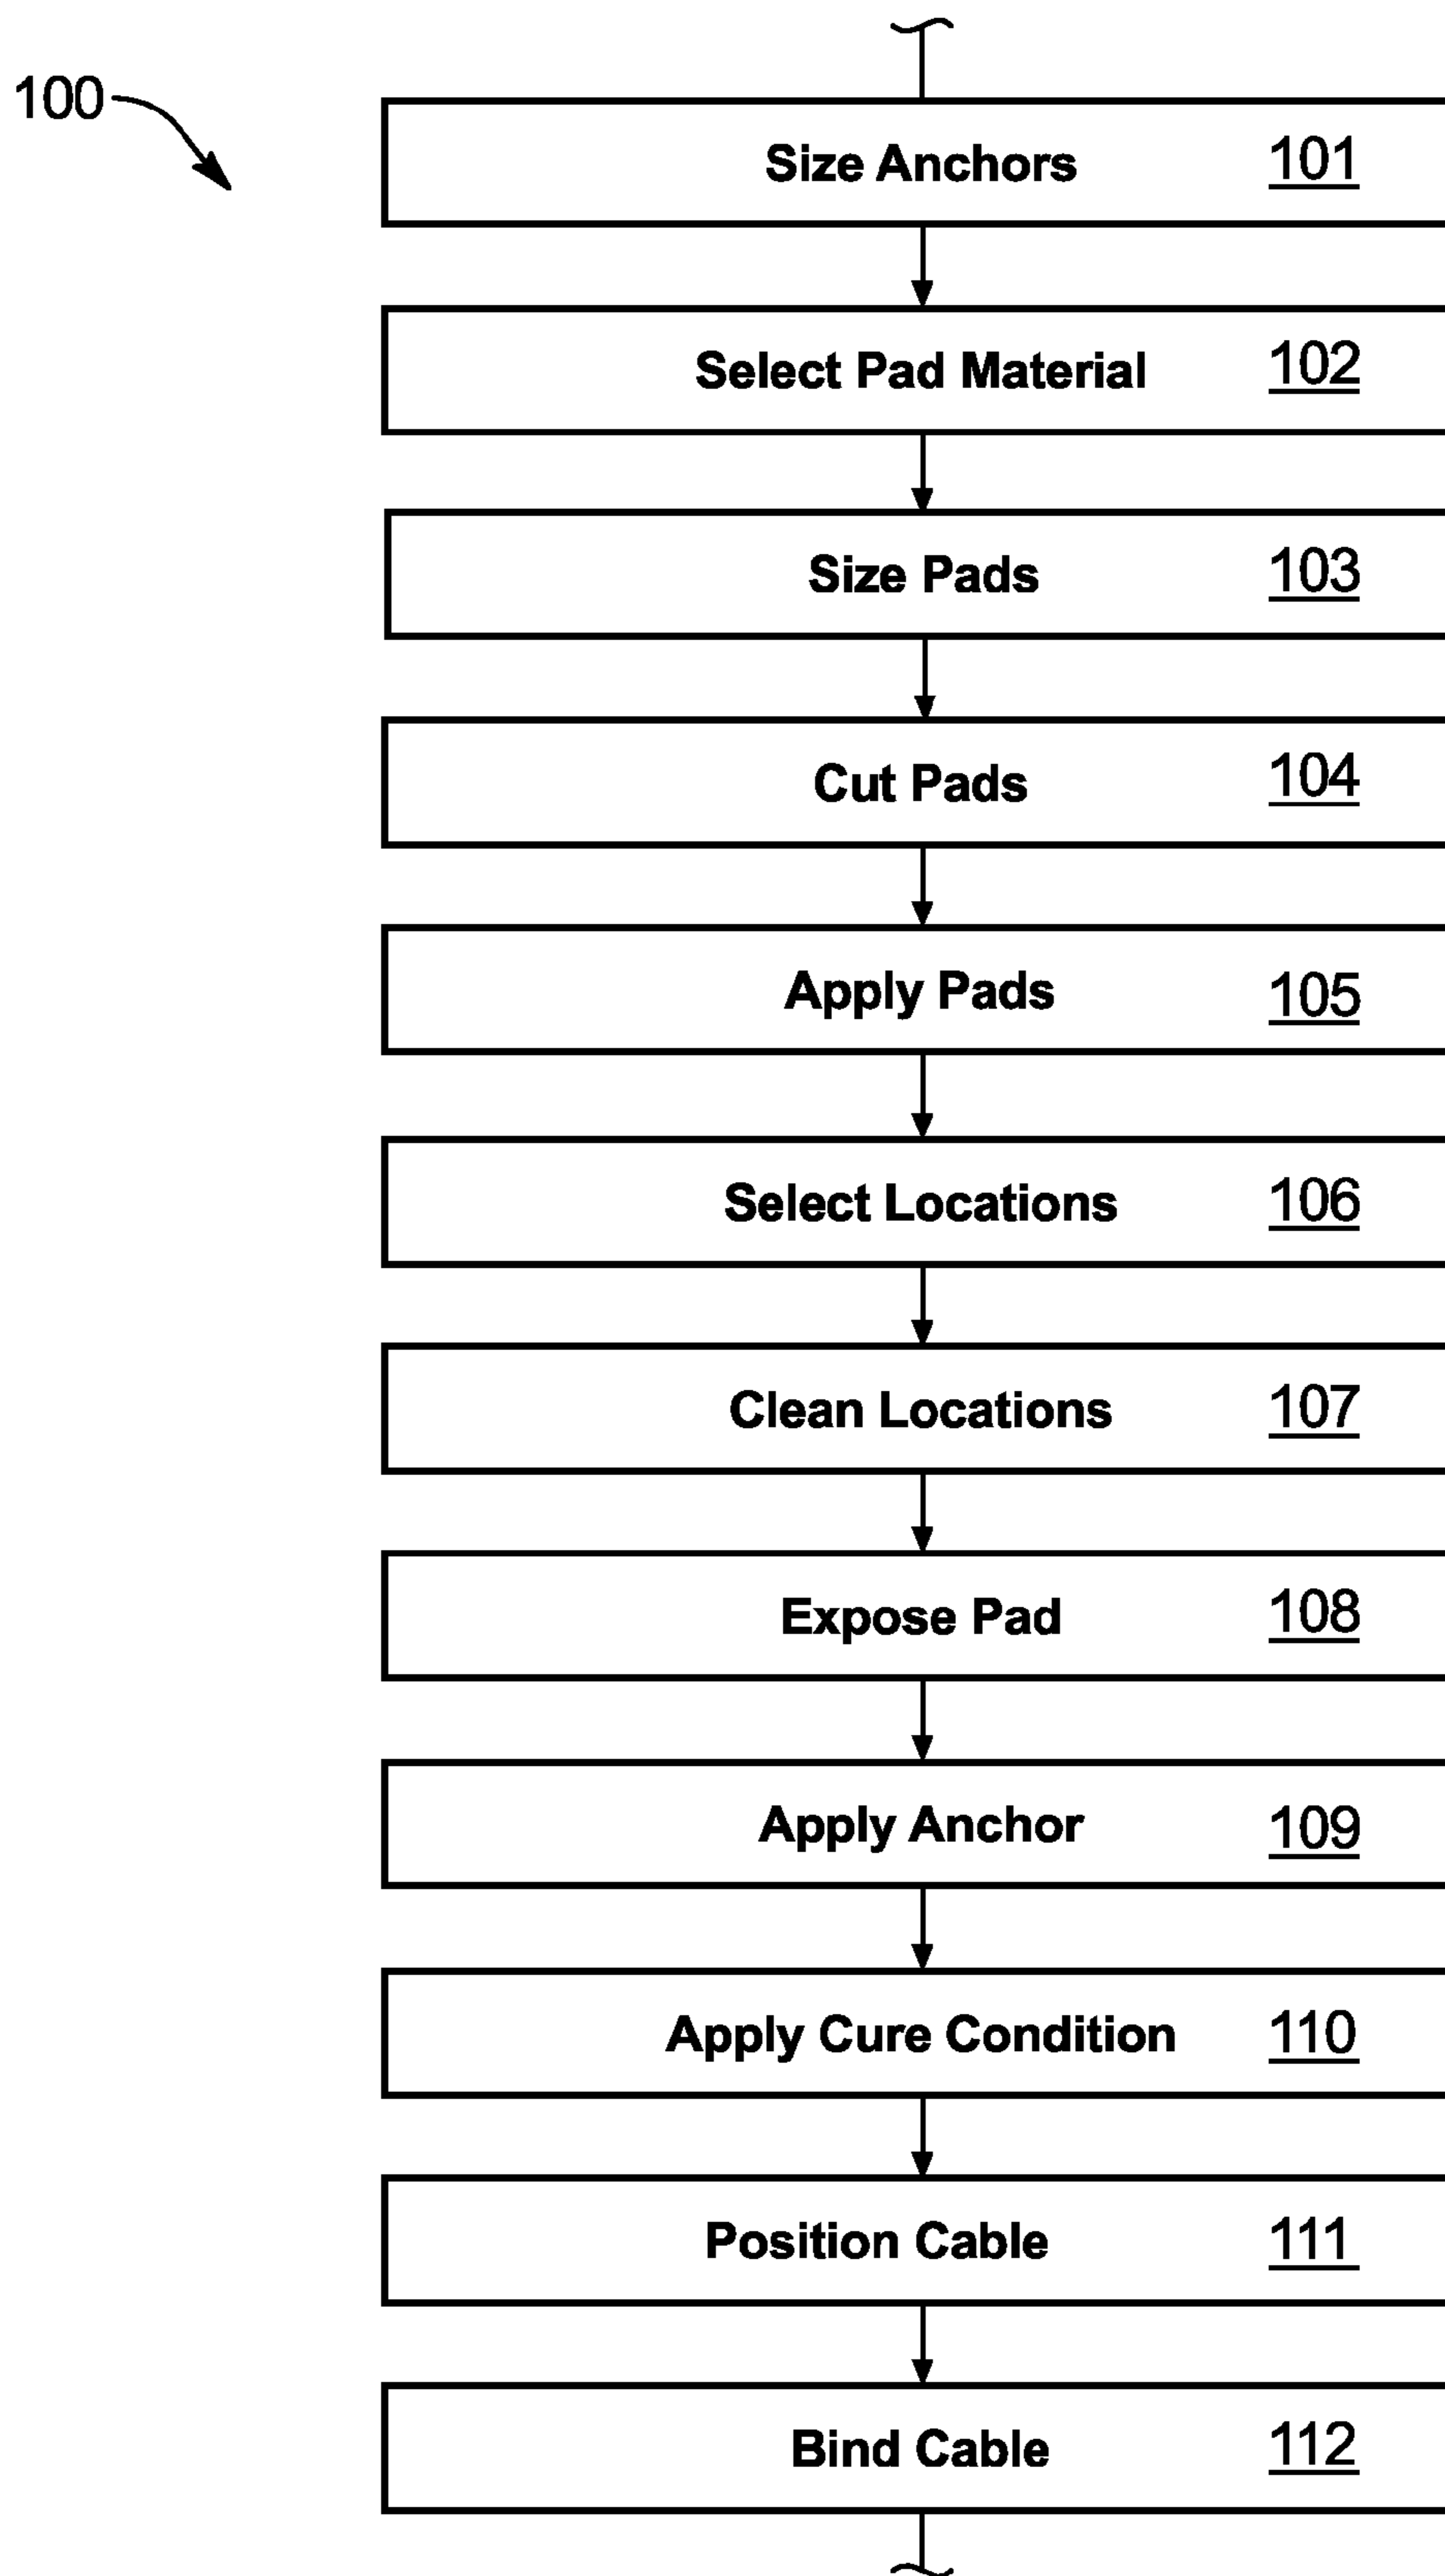 100
Size Anchors 101
Select Pad Material 102
Size Pads 103
Cut Pads 104
Apply Pads 105
Select Locations 106
Clean Locations 107
Expose Pad 108
Apply Anchor 109
Apply Cure Condition 110
Position Cable 111
Bind Cable 112